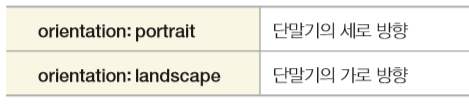 orientation: portrait 단말기의 세로 방향
orientation: landscape 단말기의 가로 방향